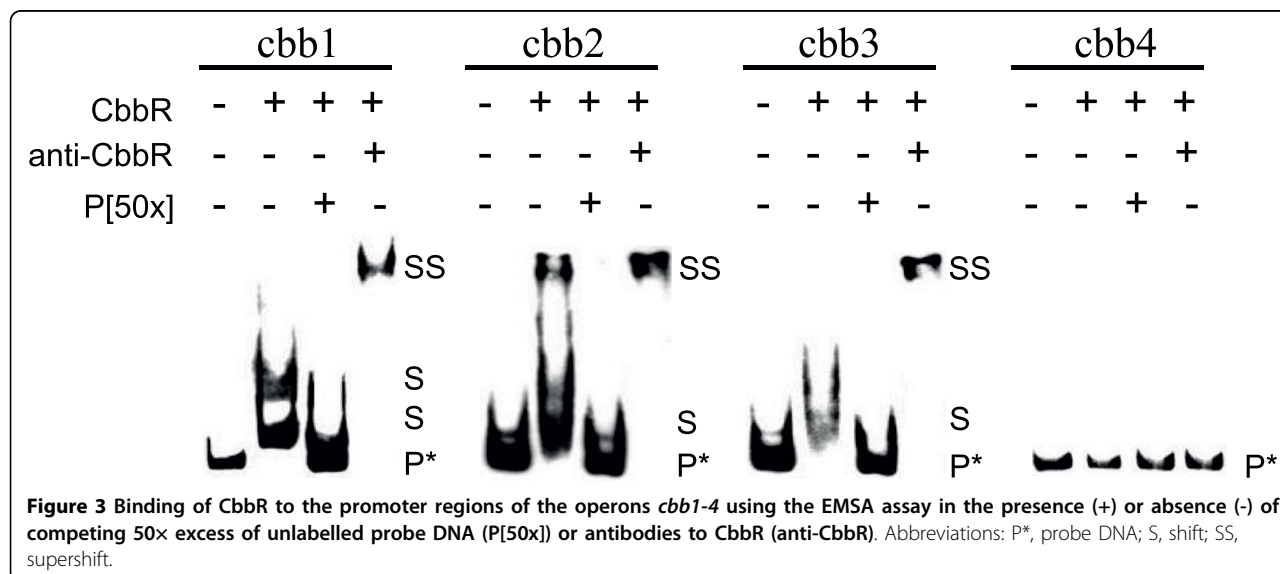 cbb1 cbb2 cbb3 cbb4
CbbR - + + + - + + + - + + + - + + +
anti-CbbR - - - + - - - + - - - + - - - +
P[50x] - - + - - - + - - - + - - - + -
SS SS SS
S
S S S
P* P* P* P*
Figure 3 Binding of CbbR to the promoter regions of the operons cbb1-4 using the EMSA assay in the presence (+) or absence (-) of
competing 50× excess of unlabelled probe DNA (P[50x]) or antibodies to CbbR (anti-CbbR). Abbreviations: P*, probe DNA; S, shift; SS,
supershift.